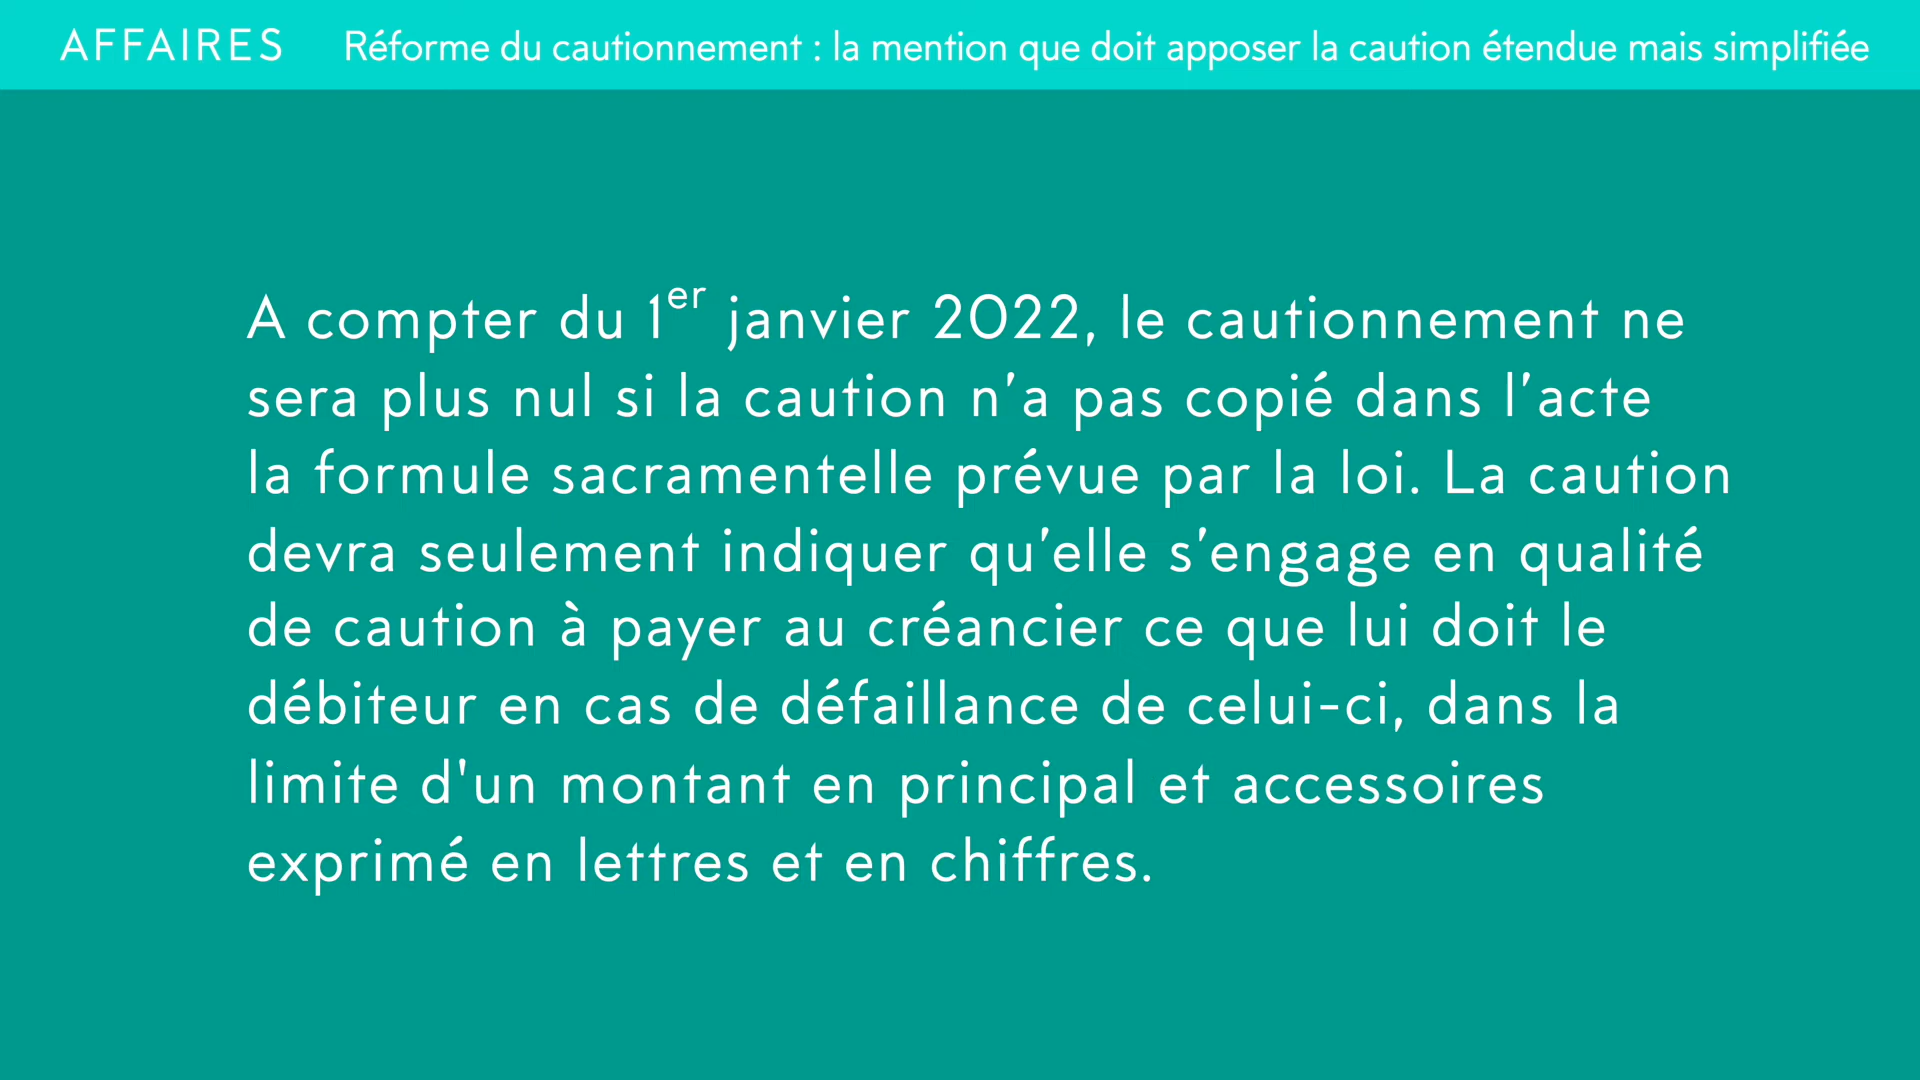 AFFAIRES Réforme du cautionnement : la mention que doit apposer la caution étendue mais simplifiée
A compter du 1er janvier 2022, le cautionnement ne
sera plus nul si la caution n’a pas copié dans l’acte
la formule sacramentelle prévue par la loi. La caution
devra seulement indiquer qu’elle s’engage en qualité
de caution à payer au créancier ce que lui doit le
débiteur en cas de défaillance de celui-ci, dans la
limite d'un montant en principal et accessoires
exprimé en lettres et en chiffres.